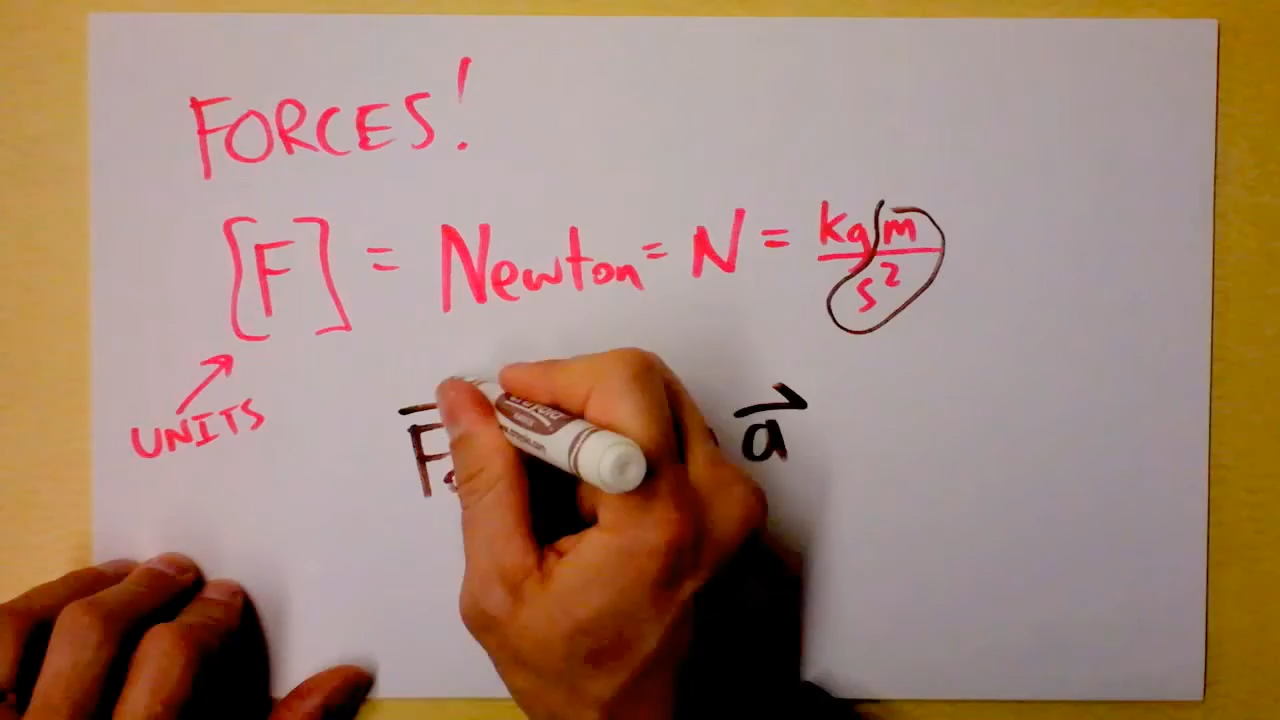 FORCES!
[F] = Newton = N = kg m / s²
UNITS
F a